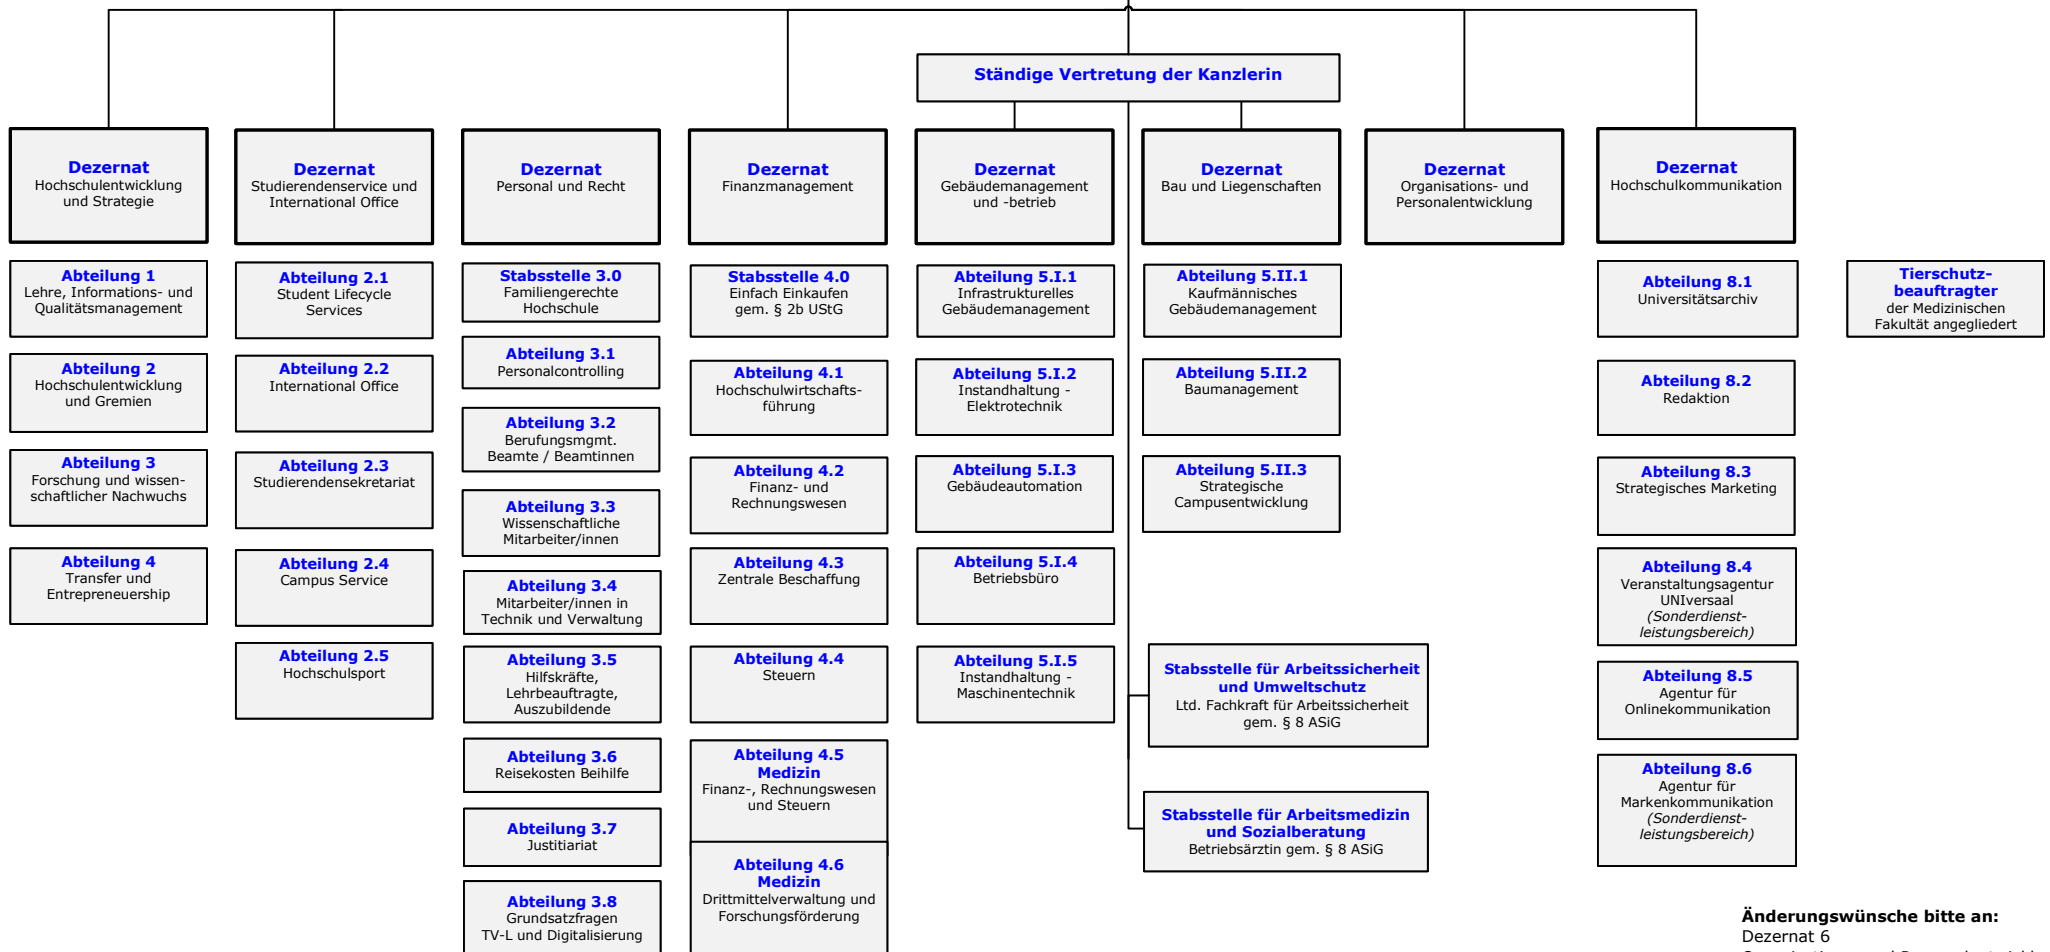 Ständige Vertretung der Kanzlerin
Dezernat
Hochschulentwicklung
und Strategie
Abteilung 1
Lehre, Informations- und
Qualitätsmanagement
Abteilung 2
Hochschulentwicklung
und Gremien
Abteilung 3
Forschung und wissen-
schaftlicher Nachwuchs
Abteilung 4
Transfer und
Entrepreneuership
Dezernat
Studierendenservice und
International Office
Abteilung 2.1
Student Lifecycle
Services
Abteilung 2.2
International Office
Abteilung 2.3
Studierendensekretariat
Abteilung 2.4
Campus Service
Abteilung 2.5
Hochschulsport
Dezernat
Personal und Recht
Stabsstelle 3.0
Familiengerechte
Hochschule
Abteilung 3.1
Personalcontrolling
Abteilung 3.2
Berufungsmgmt.
Beamte / Beamtinnen
Abteilung 3.3
Wissenschaftliche
Mitarbeiter/innen
Abteilung 3.4
Mitarbeiter/innen in
Technik und Verwaltung
Abteilung 3.5
Hilfskräfte,
Lehrbeauftragte,
Auszubildende
Abteilung 3.6
Reisekosten Beihilfe
Abteilung 3.7
Justitiariat
Abteilung 3.8
Grundsatzfragen
TV-L und Digitalisierung
Dezernat
Finanzmanagement
Stabsstelle 4.0
Einfach Einkaufen
gem. § 2b UStG
Abteilung 4.1
Hochschulwirtschafts-
führung
Abteilung 4.2
Finanz- und
Rechnungswesen
Abteilung 4.3
Zentrale Beschaffung
Abteilung 4.4
Steuern
Abteilung 4.5
Medizin
Finanz-, Rechnungswesen
und Steuern
Abteilung 4.6
Medizin
Drittmittelverwaltung und
Forschungsförderung
Dezernat
Gebäudemanagement
und -betrieb
Abteilung 5.I.1
Infrastrukturelles
Gebäudemanagement
Abteilung 5.I.2
Instandhaltung -
Elektrotechnik
Abteilung 5.I.3
Gebäudeautomation
Abteilung 5.I.4
Betriebsbüro
Abteilung 5.I.5
Instandhaltung -
Maschinentechnik
Dezernat
Bau und Liegenschaften
Abteilung 5.II.1
Kaufmännisches
Gebäudemanagement
Abteilung 5.II.2
Baumanagement
Abteilung 5.II.3
Strategische
Campusentwicklung
Stabsstelle für Arbeitssicherheit
und Umweltschutz
Ltd. Fachkraft für Arbeitssicherheit
gem. § 8 ASiG
Stabsstelle für Arbeitsmedizin
und Sozialberatung
Betriebsärztin gem. § 8 ASiG
Dezernat
Organisations- und
Personalentwicklung
Dezernat
Hochschulkommunikation
Abteilung 8.1
Universitätsarchiv
Abteilung 8.2
Redaktion
Abteilung 8.3
Strategisches Marketing
Abteilung 8.4
Veranstaltungsagentur
UNIversaal
(Sonderdienst-
leistungsbereich)
Abteilung 8.5
Agentur für
Onlinekommunikation
Abteilung 8.6
Agentur für
Markenkommunikation
(Sonderdienst-
leistungsbereich)
Tierschutz-
beauftragter
der Medizinischen
Fakultät angegliedert
Änderungswünsche bitte an:
Dezernat 6